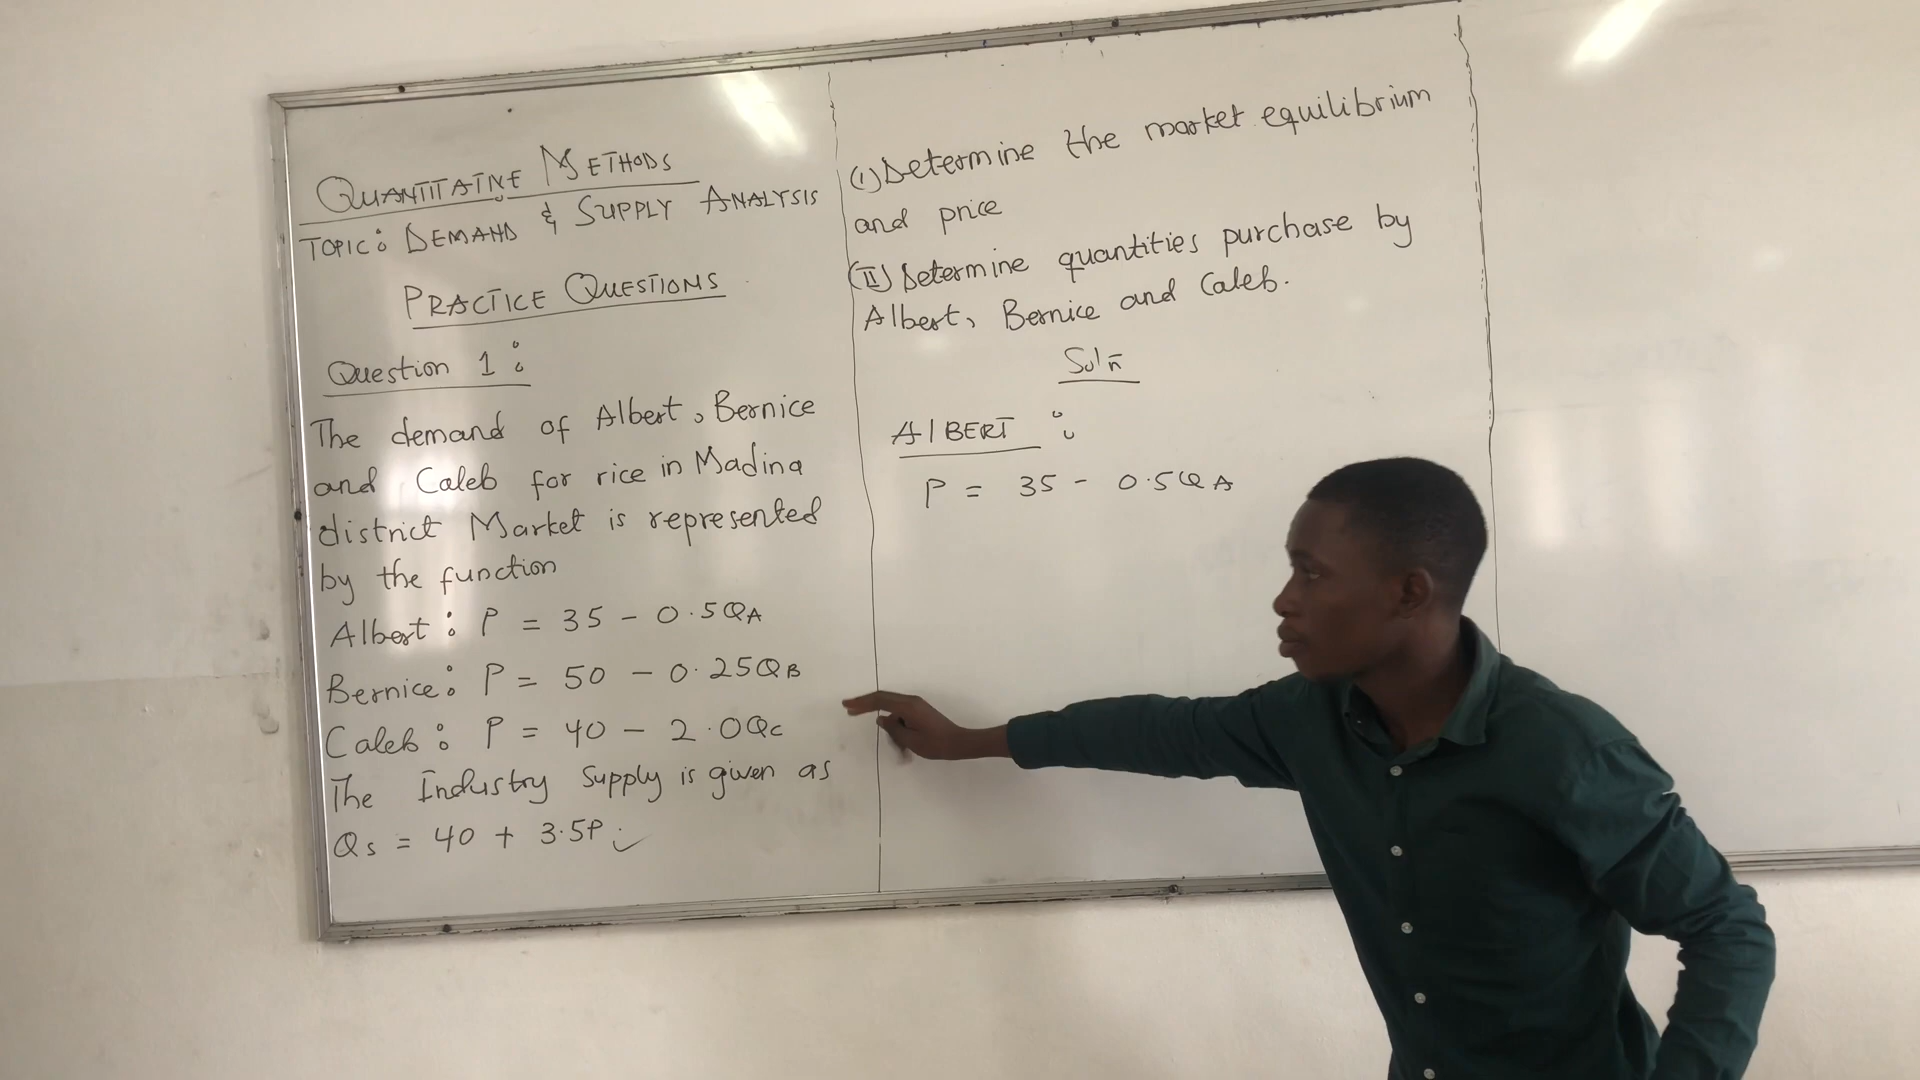 QUANTITATIVE METHODS
TOPIC: DEMAND & SUPPLY ANALYSIS
PRACTICE QUESTIONS
Question 1:
The demand of Albert, Bernice
and Caleb for rice in Madina
district Market is represented
by the function
Albert: P = 35 - 0.5QA
Bernice: P = 50 - 0.25QB
Caleb: P = 40 - 2.0QC
The Industry Supply is given as
Qs = 40 + 3.5P.
(I) Determine the market equilibrium
and price
(II) Determine quantities purchase by
Albert, Bernice and Caleb.
Sol'n
AlBERT:
P = 35 - 0.5QA